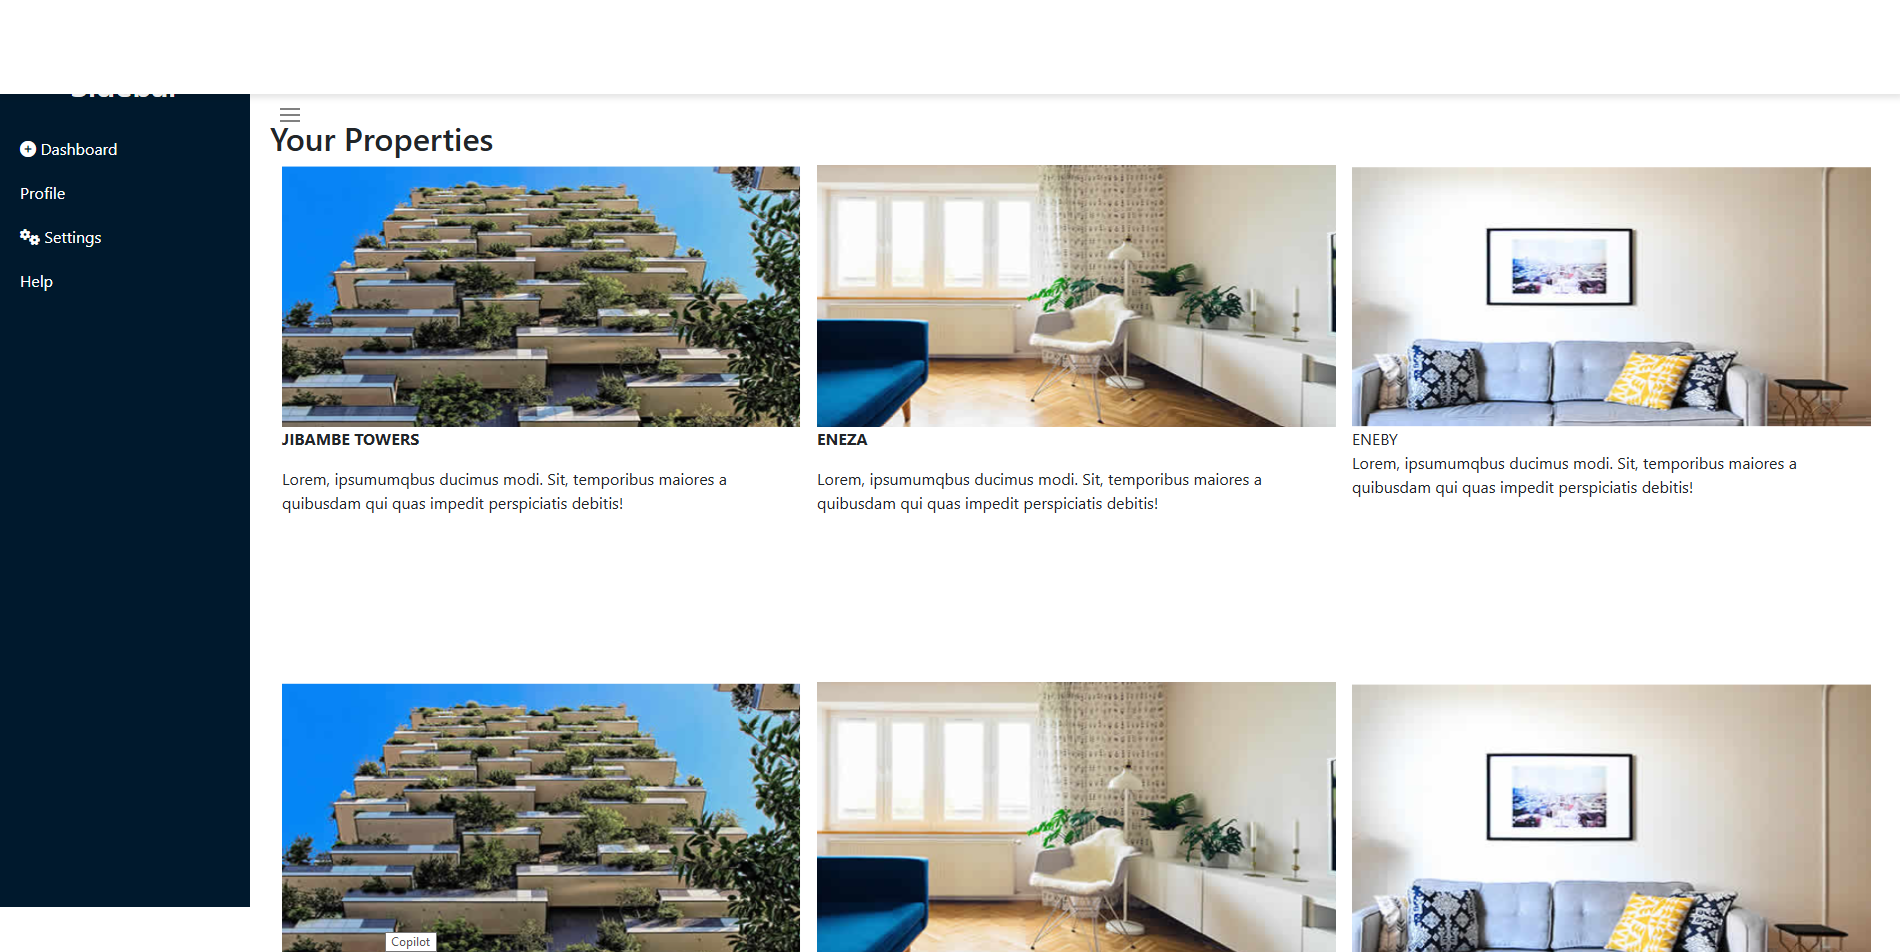 Dashboard
Profile
Settings
Help
Your Properties
JIBAMBE TOWERS
Lorem, ipsumumqbus ducimus modi. Sit, temporibus maiores a
quibusdam qui quas impedit perspiciatis debitis!
ENEZA
Lorem, ipsumumqbus ducimus modi. Sit, temporibus maiores a
quibusdam qui quas impedit perspiciatis debitis!
ENEBY
Lorem, ipsumumqbus ducimus modi. Sit, temporibus maiores a
quibusdam qui quas impedit perspiciatis debitis!
Copilot